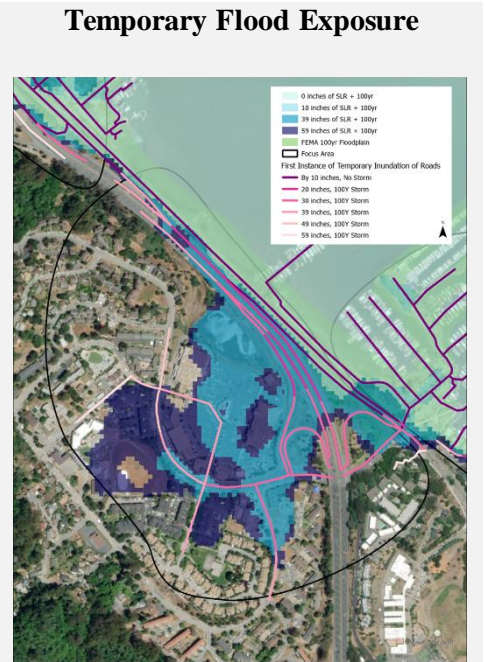 Temporary Flood Exposure
0 inches of SLR + 100yr
10 inches of SLR + 100yr
39 inches of SLR + 100yr
59 inches of SLR + 100yr
FEMA 100yr Floodplain
Focus Area
First Instance of Temporary Inundation of Roads
By 10 inches, No Storm
20 inches, 100Y Storm
30 inches, 100Y Storm
39 inches, 100Y Storm
49 inches, 100Y Storm
59 inches, 100Y Storm